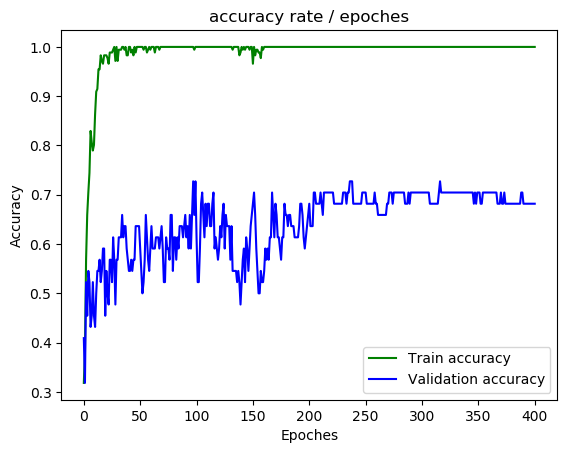 accuracy rate / epoches
1.0
0.9
0.8
0.7
0.6
0.5
0.4
0.3
Accuracy
Train accuracy
Validation accuracy
0 50 100 150 200 250 300 350 400
Epoches